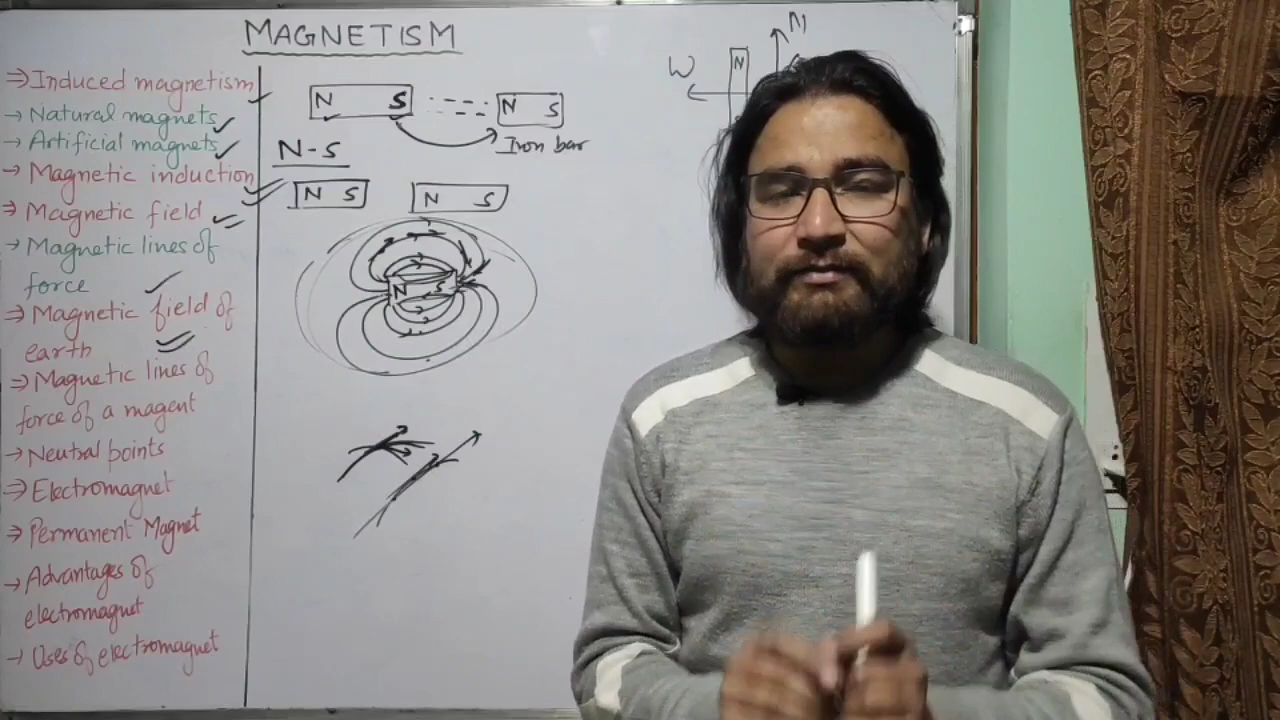 MAGNETISM
⇒ Induced magnetism
→ Natural magnets
→ Artificial magnets
→ Magnetic induction
⇒ Magnetic field
→ Magnetic lines of
force
⇒ Magnetic field of
earth
⇒ Magnetic lines of
force of a magent
→ Neutral points
⇒ Electromagnet
⇒ Permanent Magnet
→ Advantages of
electromagnet
→ Uses of electromagnet
N S N S
Iron bar
N-S
N S N S
N S
N
W N